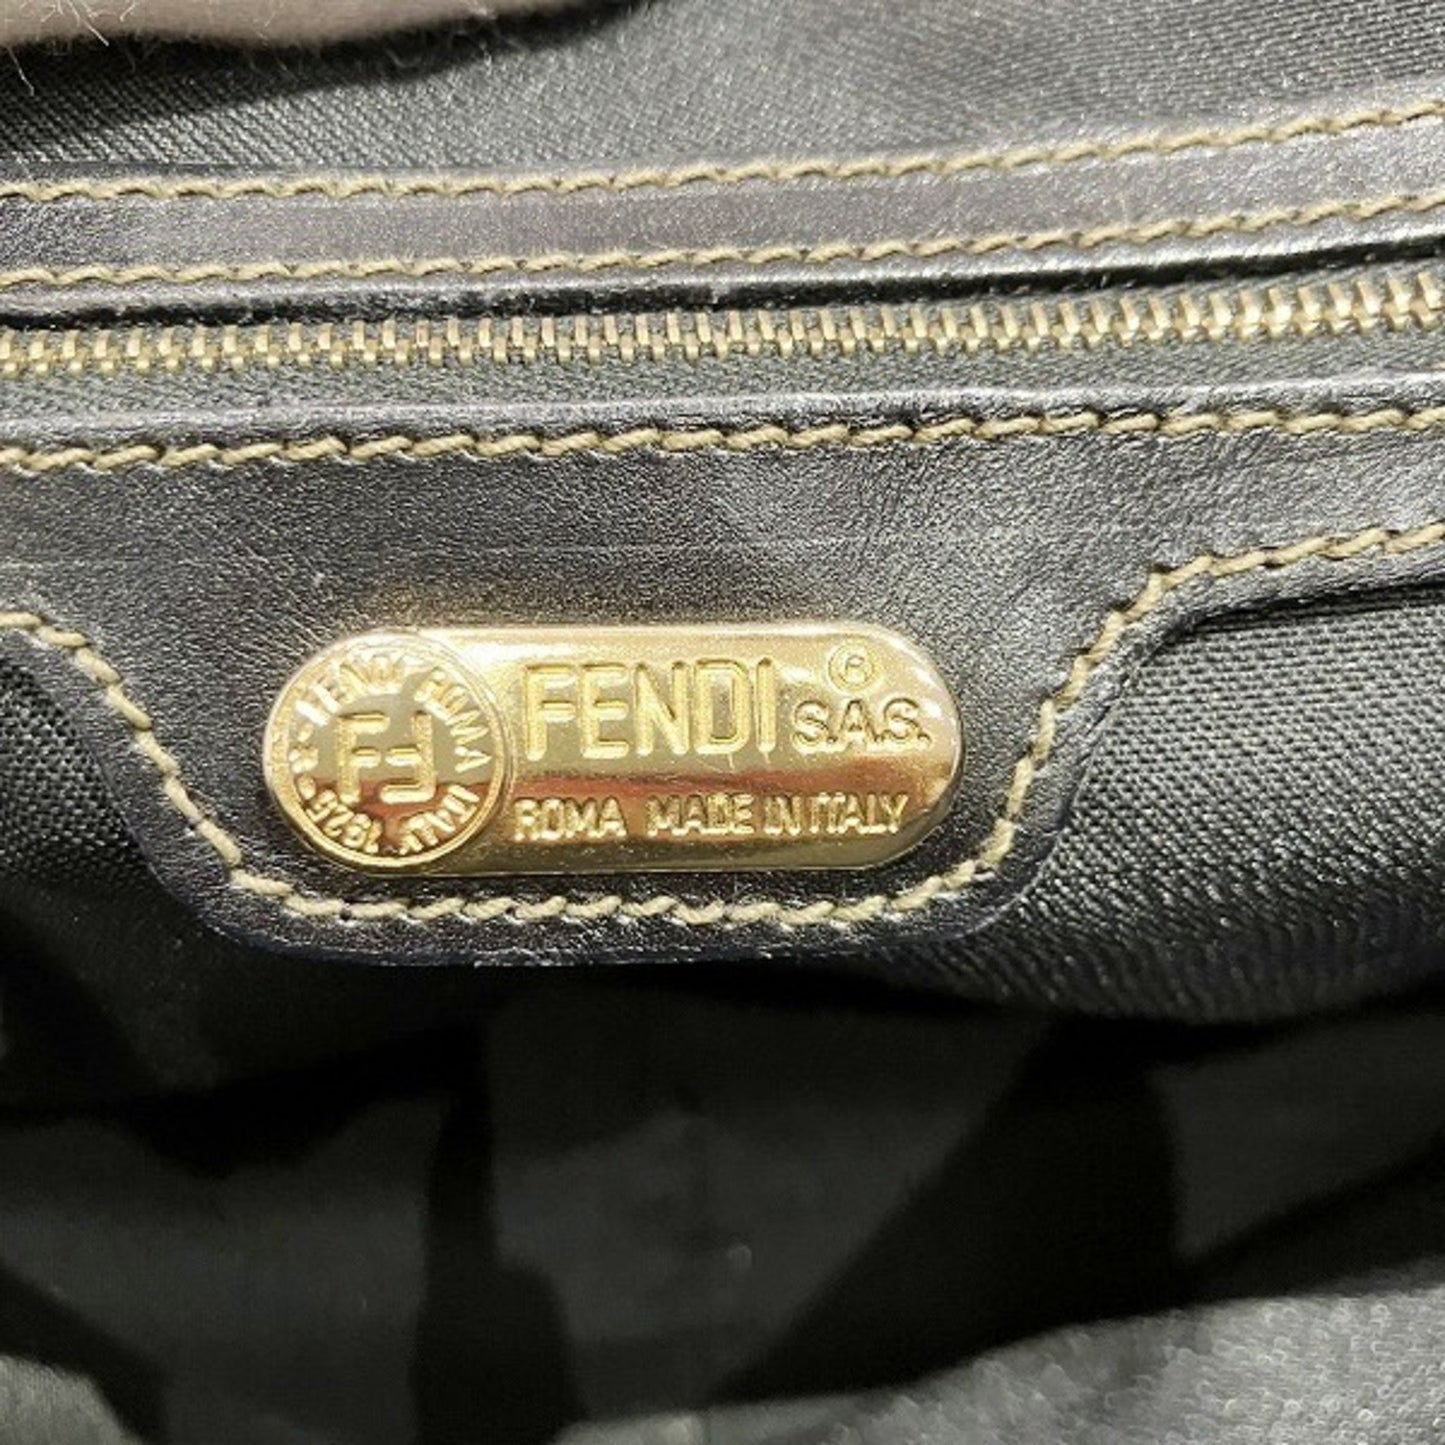 FENDI ® S.A.S.
ROMA MADE IN ITALY
FENDI ROMA ITALY 1925
FF